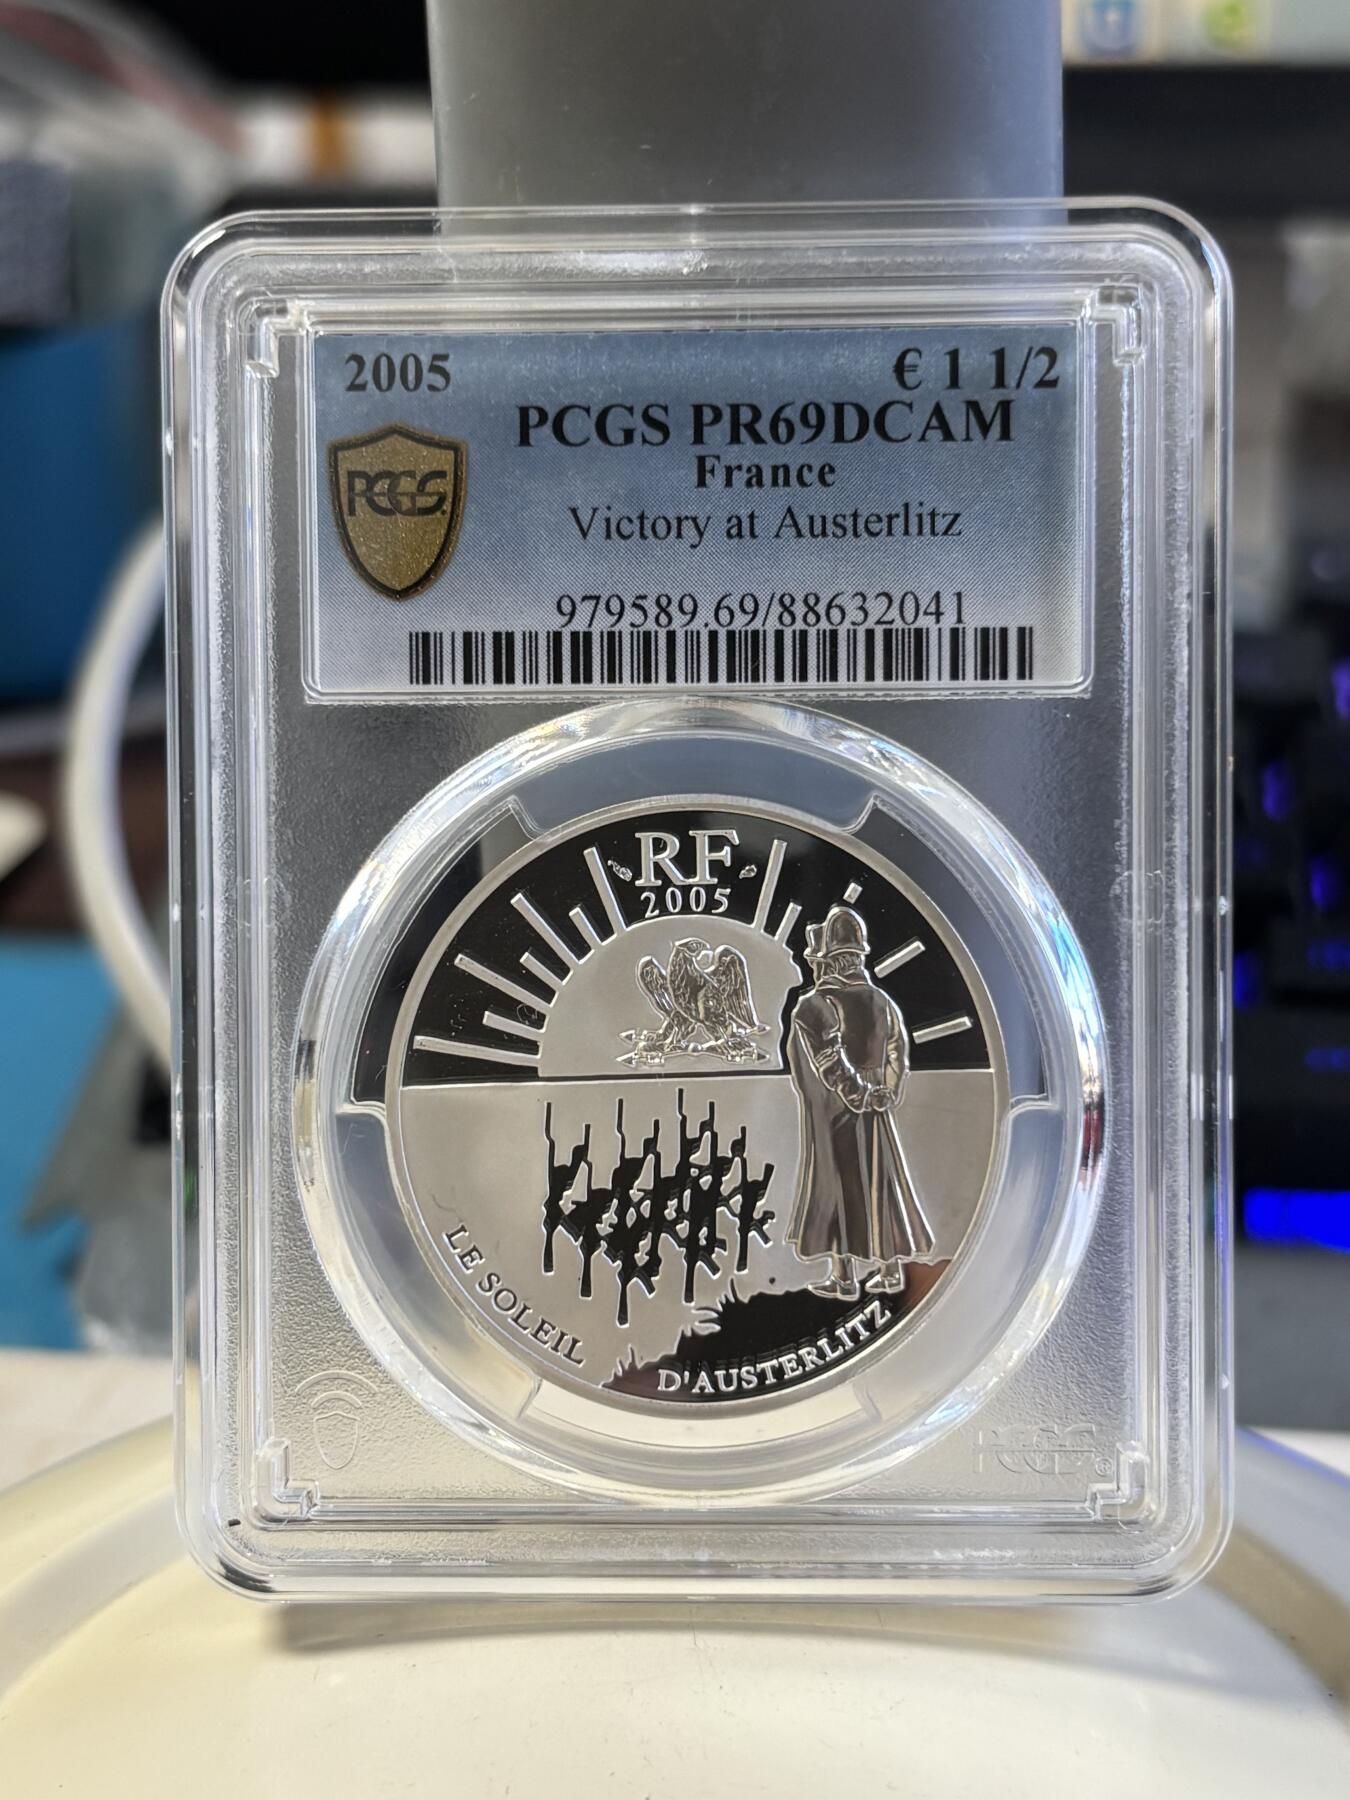 2005
€ 1 1/2
PCGS PR69DCAM
France
PCGS
Victory at Austerlitz
979589.69/88632041
RF
2005
LE SOLEIL
D'AUSTERLITZ
PCGS